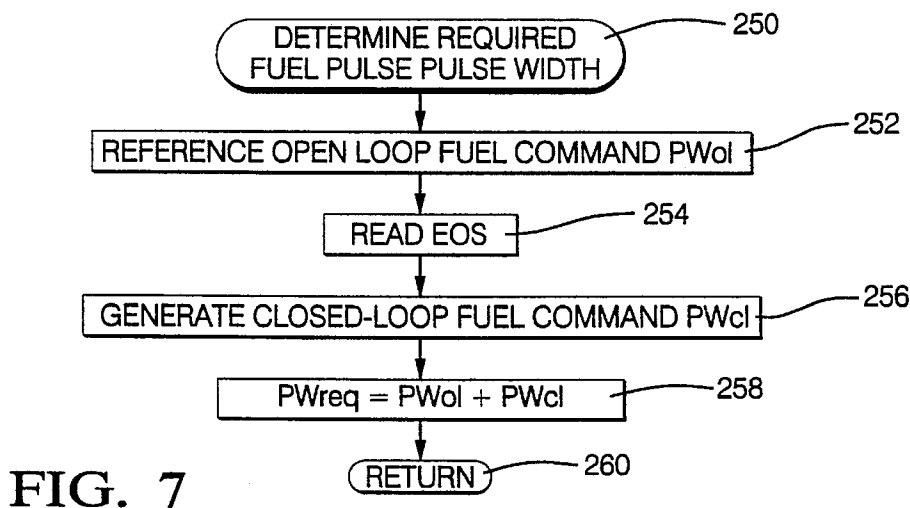 DETERMINE REQUIRED
FUEL PULSE PULSE WIDTH
250
REFERENCE OPEN LOOP FUEL COMMAND PWol
252
READ EOS
254
GENERATE CLOSED-LOOP FUEL COMMAND PWcl
256
PWreq = PWol + PWcl
258
RETURN
260
FIG. 7